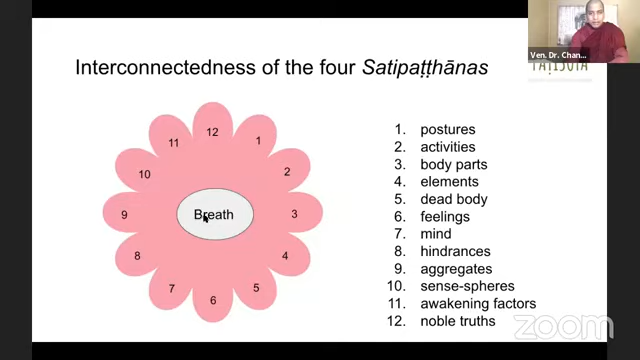 Ven. Dr. Chan...
PAṬISOTA
Interconnectedness of the four Satipaṭṭhānas
12
11
1
10
2
9
Breath
3
8
4
7
5
6
1. postures
2. activities
3. body parts
4. elements
5. dead body
6. feelings
7. mind
8. hindrances
9. aggregates
10. sense-spheres
11. awakening factors
12. noble truths
zoom